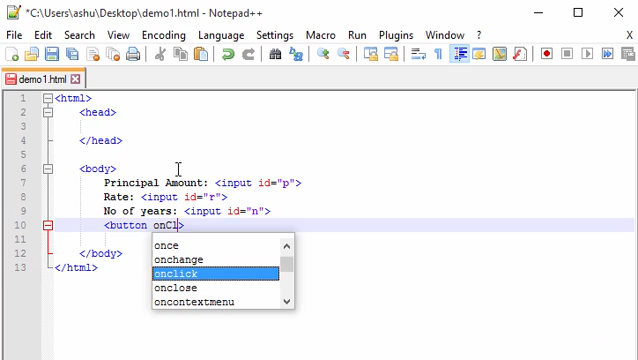 *C:\Users\ashu\Desktop\demo1.html - Notepad++
File Edit Search View Encoding Language Settings Macro Run Plugins Window ?
demo1.html
1 <html>
2 <head>
3
4 </head>
5
6 <body>
7 Principal Amount: <input id="p">
8 Rate: <input id="r">
9 No of years: <input id="n">
10 <button onCl>
11
12 </body>
13 </html>
once
onchange
onclick
onclose
oncontextmenu